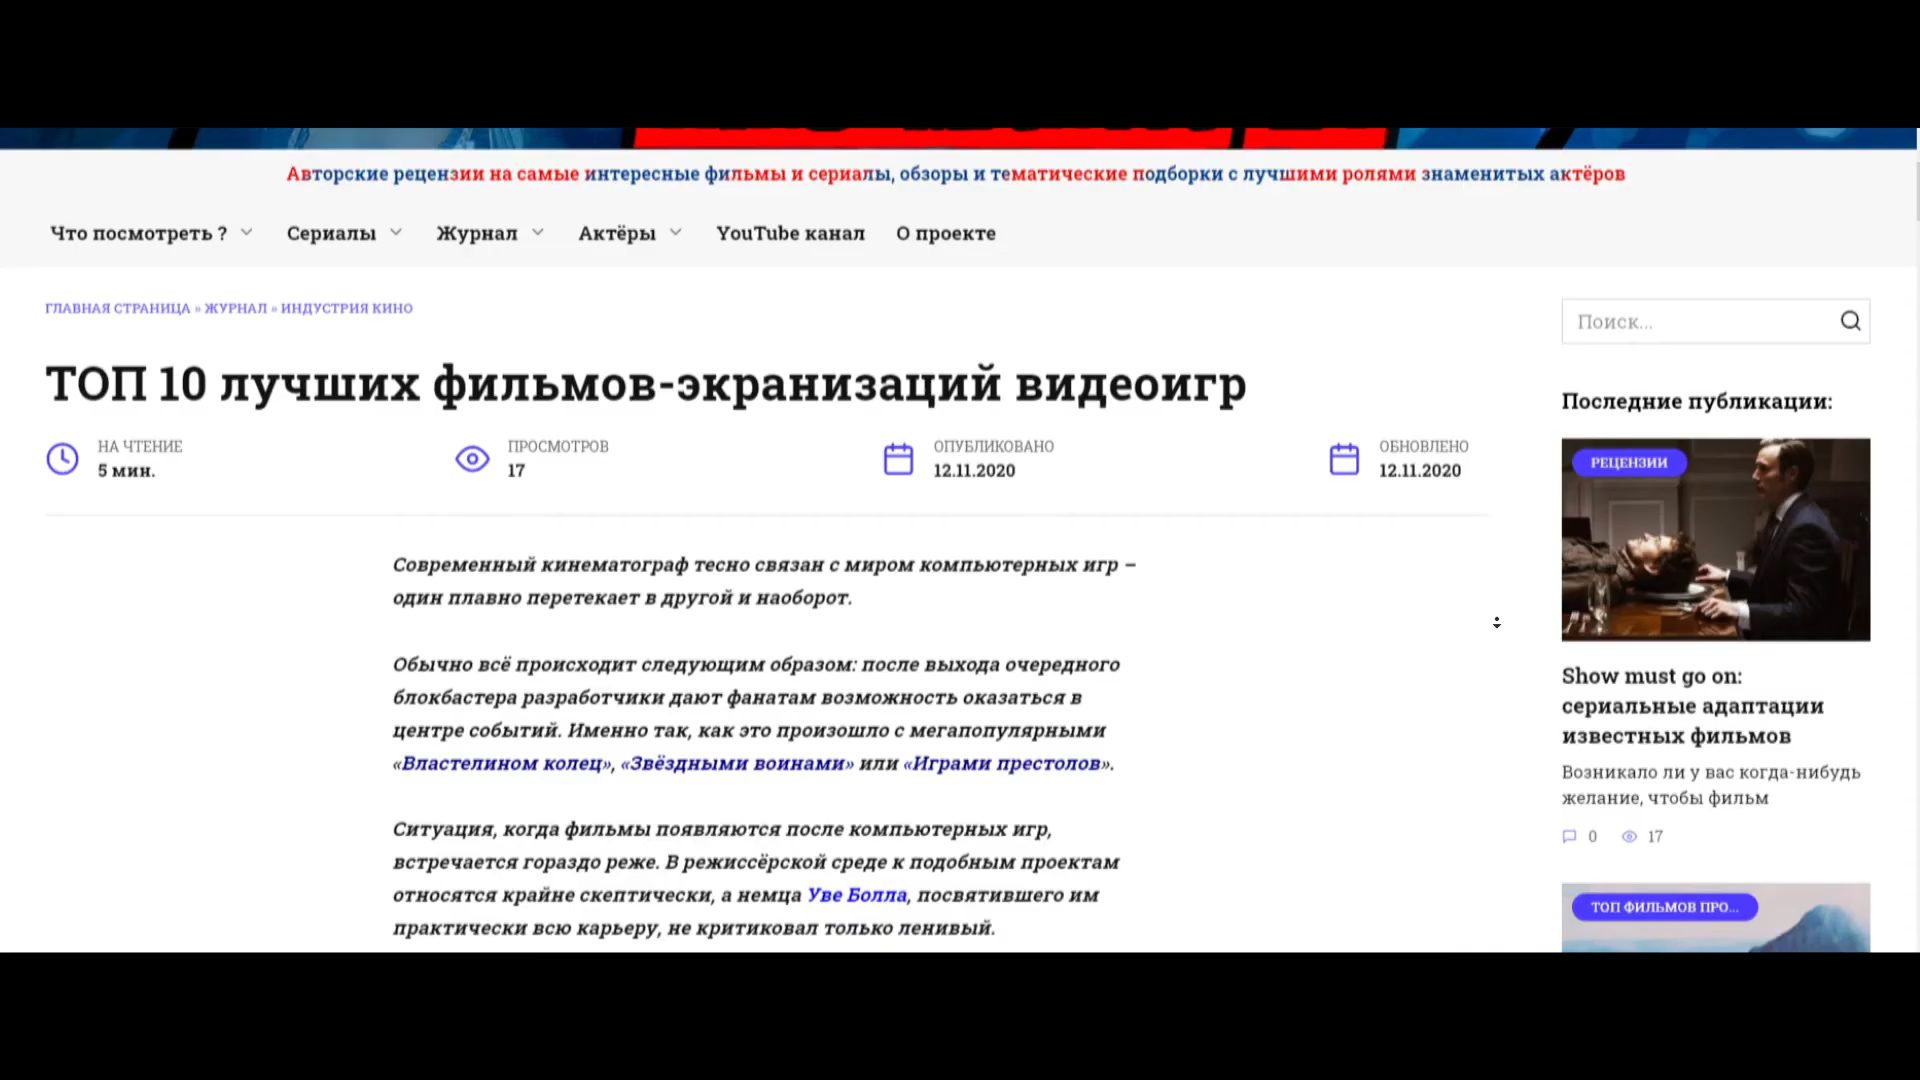 Авторские рецензии на самые интересные фильмы и сериалы, обзоры и тематические подборки с лучшими ролями знаменитых актёров
Что посмотреть ?
Сериалы
Журнал
Актёры
YouTube канал
О проекте
ГЛАВНАЯ СТРАНИЦА » ЖУРНАЛ » ИНДУСТРИЯ КИНО
ТОП 10 лучших фильмов-экранизаций видеоигр
НА ЧТЕНИЕ
5 мин.
ПРОСМОТРОВ
17
ОПУБЛИКОВАНО
12.11.2020
ОБНОВЛЕНО
12.11.2020
Современный кинематограф тесно связан с миром компьютерных игр –
один плавно перетекает в другой и наоборот.
Обычно всё происходит следующим образом: после выхода очередного
блокбастера разработчики дают фанатам возможность оказаться в
центре событий. Именно так, как это произошло с мегапопулярными
«Властелином колец», «Звёздными воинами» или «Играми престолов».
Ситуация, когда фильмы появляются после компьютерных игр,
встречается гораздо реже. В режиссёрской среде к подобным проектам
относятся крайне скептически, а немца Уве Болла, посвятившего им
практически всю карьеру, не критиковал только ленивый.
Поиск...
Последние публикации:
РЕЦЕНЗИИ
Show must go on:
сериальные адаптации
известных фильмов
Возникало ли у вас когда-нибудь
желание, чтобы фильм
0
17
ТОП ФИЛЬМОВ ПРО...